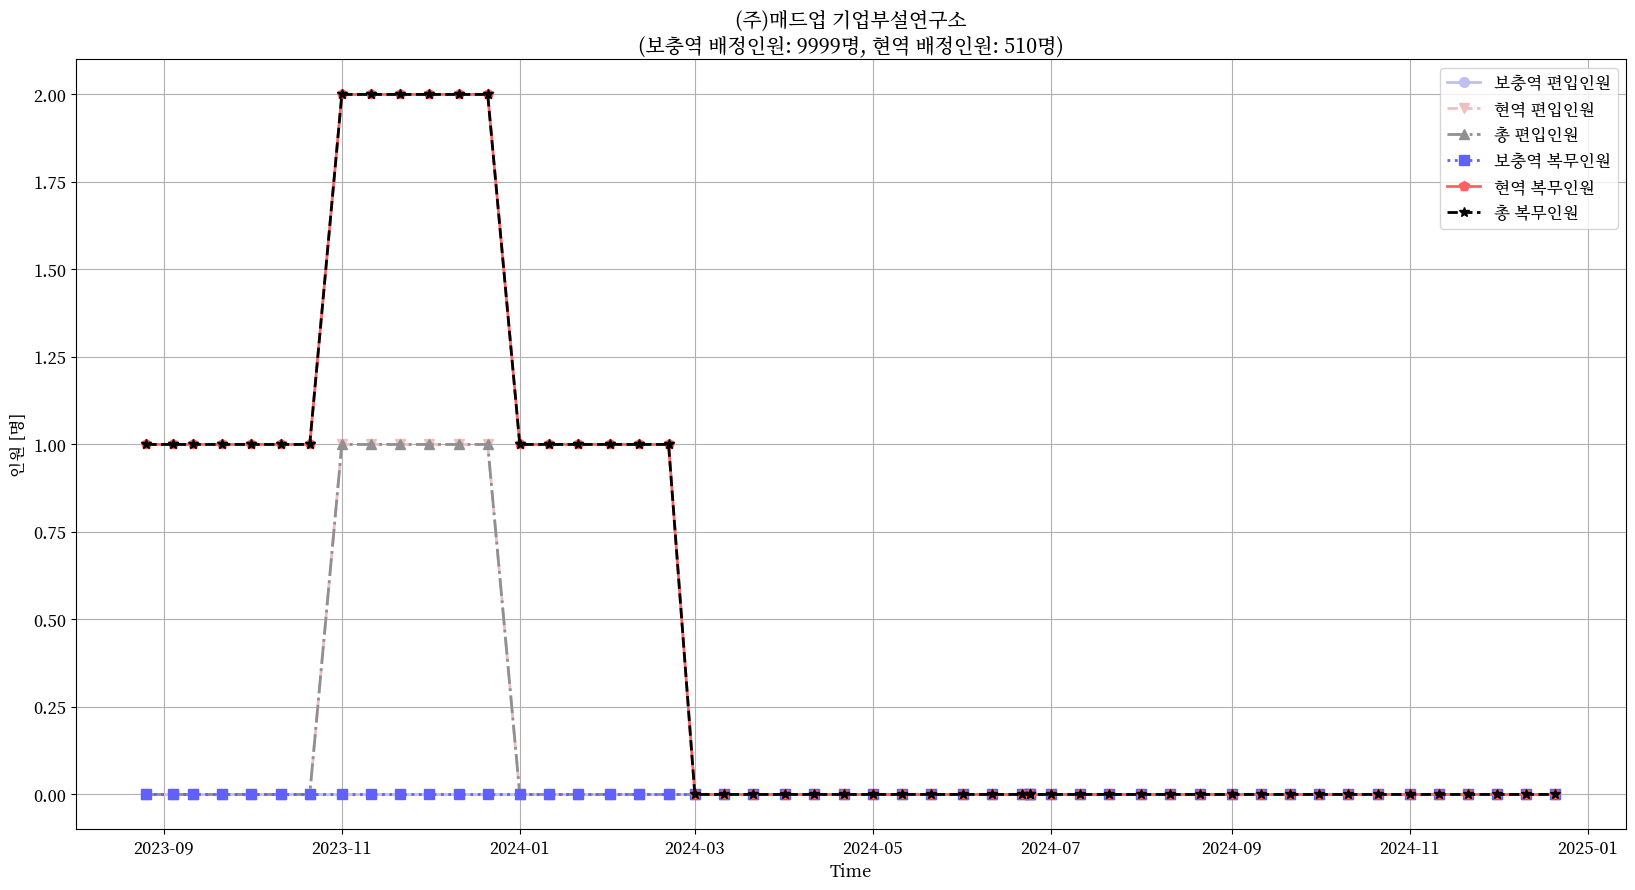 (주)매드업 기업부설연구소
(보충역 배정인원: 9999명, 현역 배정인원: 510명)
보충역 편입인원
현역 편입인원
총 편입인원
보충역 복무인원
현역 복무인원
총 복무인원
2.00
1.75
1.50
1.25
1.00
0.75
0.50
0.25
0.00
인원 [명]
2023-09
2023-11
2024-01
2024-03
2024-05
2024-07
2024-09
2024-11
2025-01
Time